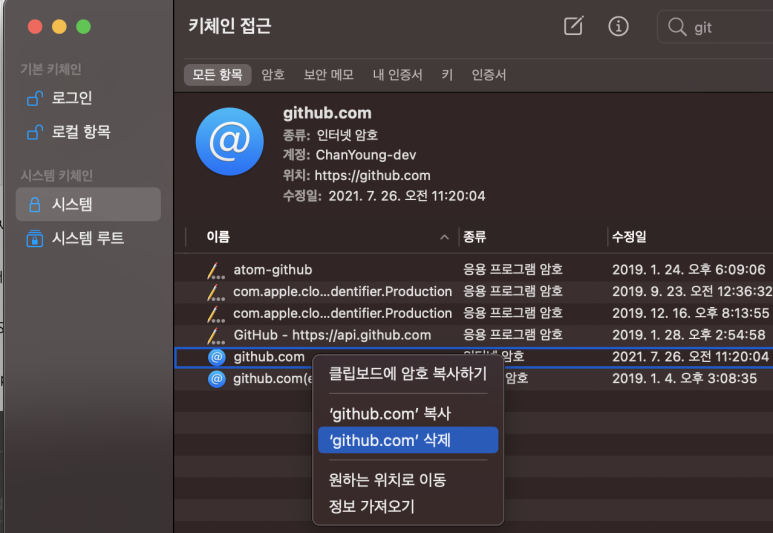 키체인 접근
git
기본 키체인
로그인
로컬 항목
시스템 키체인
시스템
시스템 루트
모든 항목 암호 보안 메모 내 인증서 키 인증서
@
github.com
종류: 인터넷 암호
계정: ChanYoung-dev
위치: https://github.com
수정일: 2021. 7. 26. 오전 11:20:04
이름 종류 수정일
atom-github 응용 프로그램 암호 2019. 1. 24. 오후 6:09:06
com.apple.clo...dentifier.Production 응용 프로그램 암호 2019. 9. 23. 오전 12:36:32
com.apple.clo...dentifier.Production 응용 프로그램 암호 2019. 12. 16. 오후 8:13:55
GitHub - https://api.github.com 응용 프로그램 암호 2019. 1. 28. 오후 2:54:58
@ github.com 암호 2021. 7. 26. 오전 11:20:04
@ github.com(e 암호 2019. 1. 4. 오후 3:08:35
클립보드에 암호 복사하기
‘github.com’ 복사
‘github.com’ 삭제
원하는 위치로 이동
정보 가져오기